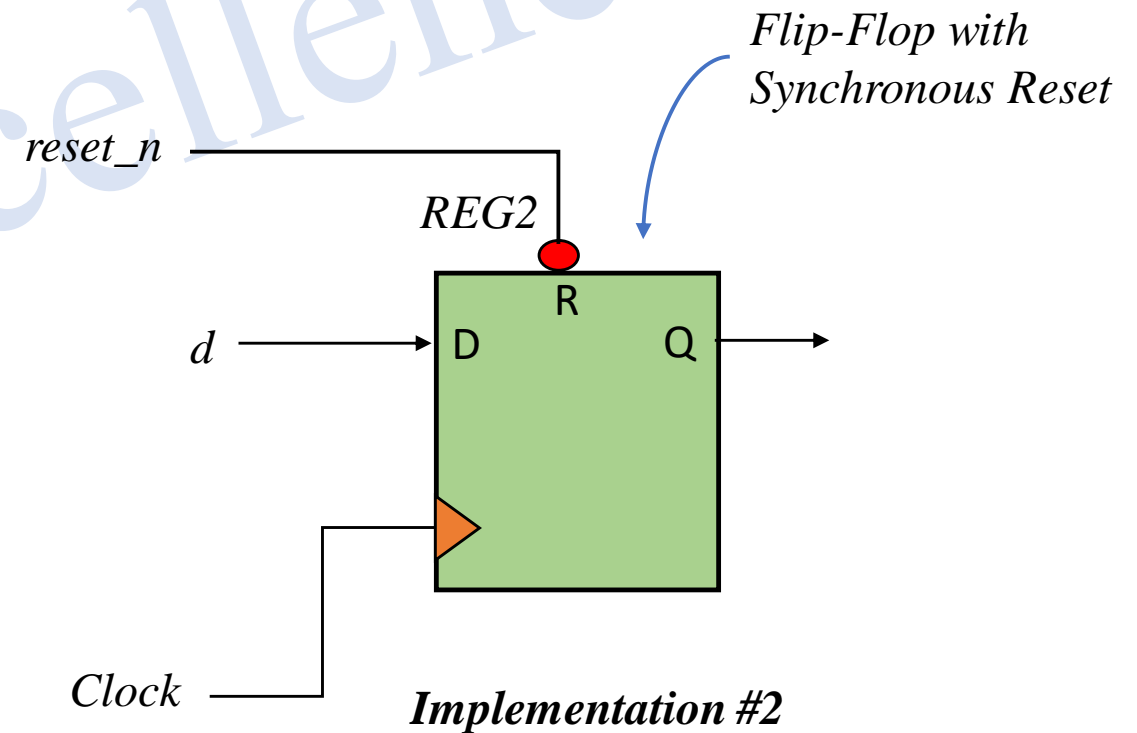 Flip-Flop with
Synchronous Reset
reset_n
REG2
R
d
D
Q
Clock
Implementation #2